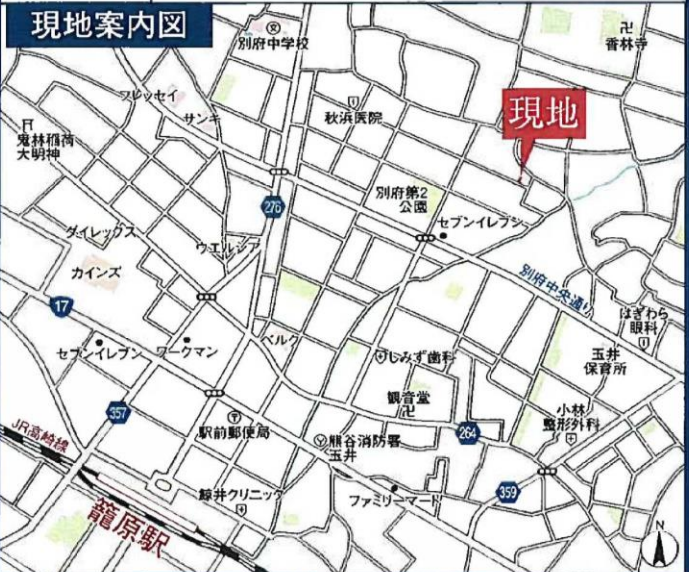 現地案内図
別府中学校
香林寺
フレッセイ
サンキ
秋浜医院
現地
鬼林稲荷
大明神
別府第2
公園
276
セブンイレブン
ダイレックス
ウエルシア
カインズ
別府中央通り
17
はぎわら
眼科
セブンイレブン
ワークマン
ベルク
しみず歯科
玉井
保育所
357
観音堂
小林
整形外科
駅前郵便局
熊谷消防署
玉井
264
JR高崎線
籠原駅
鯨井クリニック
ファミリーマート
359
N